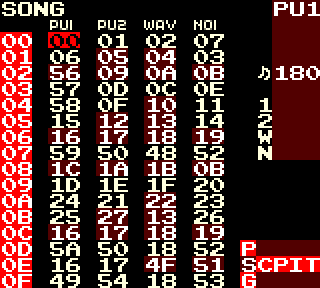 SONG PU1
PU1 PU2 WAV NOI
00 00 01 02 07
01 06 05 04 03
02 56 09 0A 0B ♪180
03 57 0D 0C 0E
04 58 0F 10 11 1
05 15 12 13 14 2
06 16 17 18 19 W
07 59 50 48 52 N
08 1C 1A 1B 0B
09 1D 1E 1F 20
0A 24 21 22 23
0B 25 27 13 26
0C 16 17 18 19
0D 5A 50 18 52 P
0E 16 17 4F 51 SCPIT
0F 49 54 18 53 G